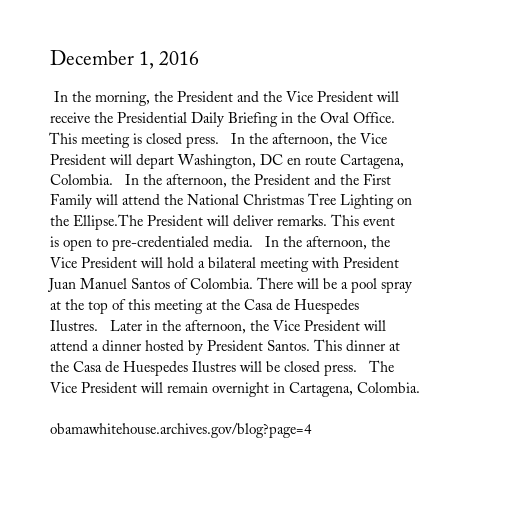 December 1, 2016
In the morning, the President and the Vice President will
receive the Presidential Daily Briefing in the Oval Office.
This meeting is closed press.   In the afternoon, the Vice
President will depart Washington, DC en route Cartagena,
Colombia.   In the afternoon, the President and the First
Family will attend the National Christmas Tree Lighting on
the Ellipse.The President will deliver remarks. This event
is open to pre-credentialed media.   In the afternoon, the
Vice President will hold a bilateral meeting with President
Juan Manuel Santos of Colombia. There will be a pool spray
at the top of this meeting at the Casa de Huespedes
Ilustres.   Later in the afternoon, the Vice President will
attend a dinner hosted by President Santos. This dinner at
the Casa de Huespedes Ilustres will be closed press.   The
Vice President will remain overnight in Cartagena, Colombia.
obamawhitehouse.archives.gov/blog?page=4